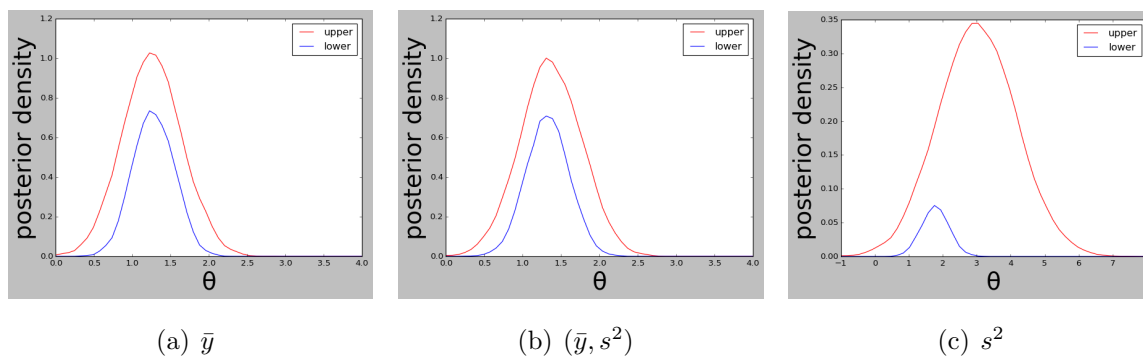 posterior density
1.2
1.0
0.8
0.6
0.4
0.2
0.0
upper
lower
0.0 0.5 1.0 1.5 2.0 2.5 3.0 3.5 4.0
θ
(a) ȳ
posterior density
1.2
1.0
0.8
0.6
0.4
0.2
0.0
upper
lower
0.0 0.5 1.0 1.5 2.0 2.5 3.0 3.5 4.0
θ
(b) (ȳ, s²)
posterior density
0.35
0.30
0.25
0.20
0.15
0.10
0.05
0.00
upper
lower
−1 0 1 2 3 4 5 6 7
θ
(c) s²